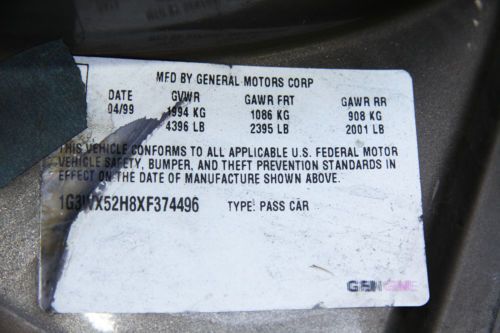 MFD BY GENERAL MOTORS CORP
DATE GVWR GAWR FRT GAWR RR
04/99 1994 KG 1086 KG 908 KG
4396 LB 2395 LB 2001 LB
THIS VEHICLE CONFORMS TO ALL APPLICABLE U.S. FEDERAL MOTOR
VEHICLE SAFETY, BUMPER, AND THEFT PREVENTION STANDARDS IN
EFFECT ON THE DATE OF MANUFACTURE SHOWN ABOVE.
1G3WX52H8XF374496 TYPE: PASS CAR